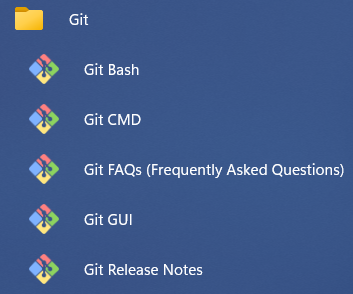 Git
Git Bash
Git CMD
Git FAQs (Frequently Asked Questions)
Git GUI
Git Release Notes